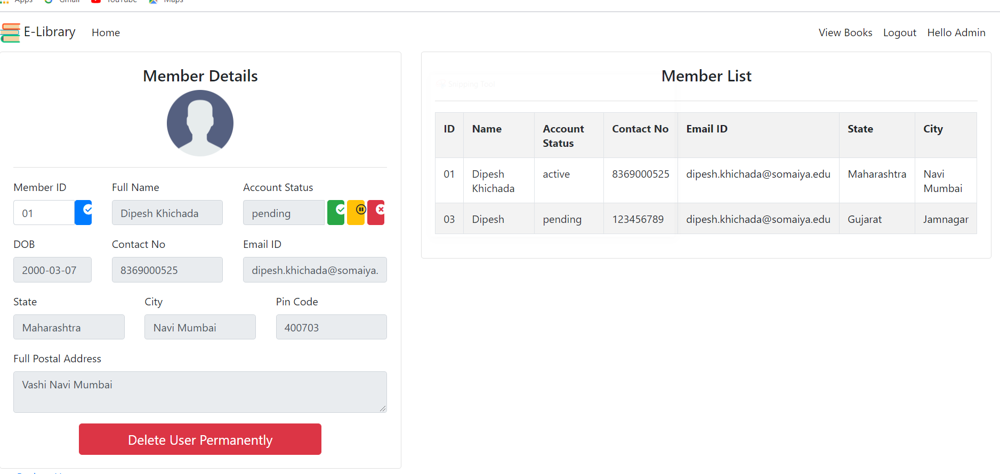 Apps Gmail YouTube Maps
E-Library Home View Books Logout Hello Admin
Member Details
Member ID Full Name Account Status
01 Dipesh Khichada pending
DOB Contact No Email ID
2000-03-07 8369000525 dipesh.khichada@somaiya.
State City Pin Code
Maharashtra Navi Mumbai 400703
Full Postal Address
Vashi Navi Mumbai
Delete User Permanently
Member List
Snipping Tool
ID Name Account Contact No Email ID State City
Status
01 Dipesh active 8369000525 dipesh.khichada@somaiya.edu Maharashtra Navi
Khichada Mumbai
03 Dipesh pending 123456789 dipesh.khichada@somaiya.edu Gujarat Jamnagar